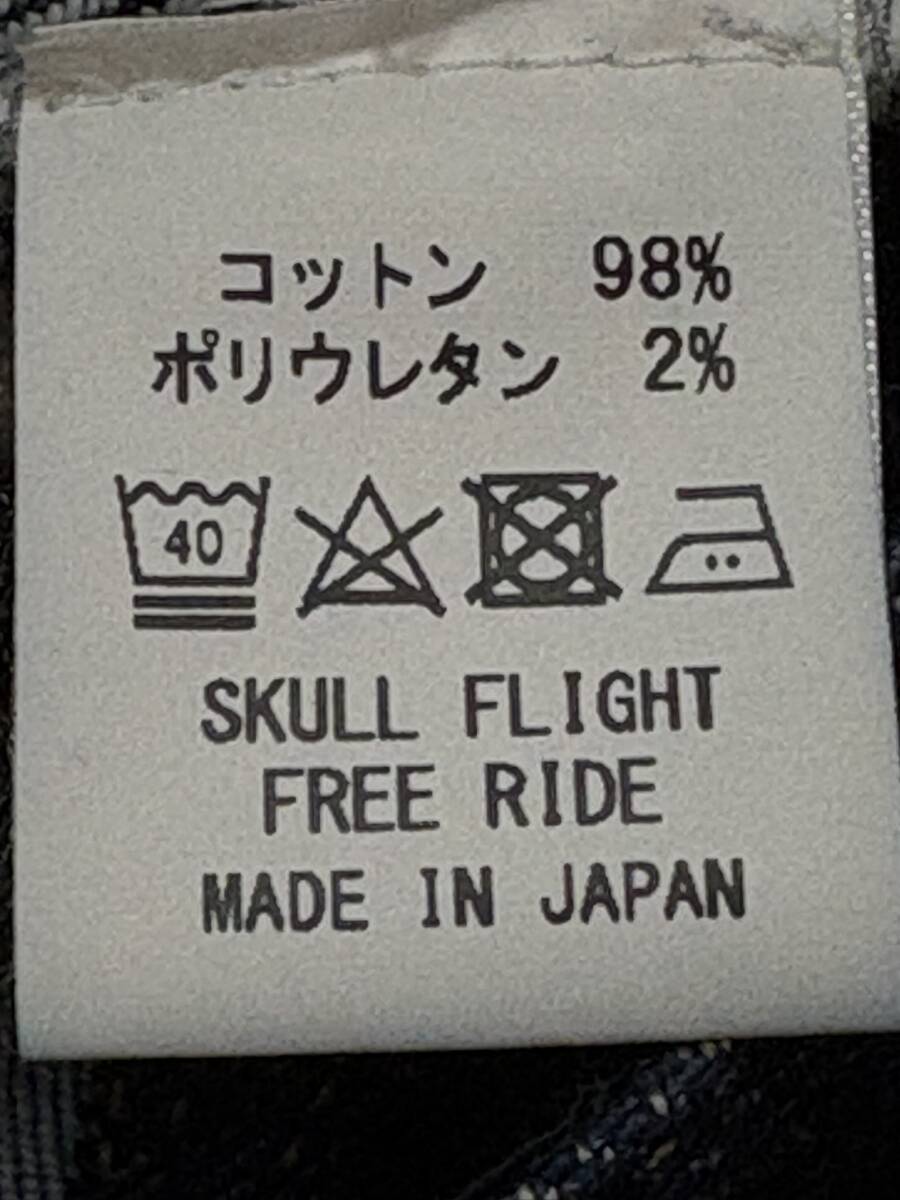 コットン 98%
ポリウレタン 2%
40
SKULL FLIGHT
FREE RIDE
MADE IN JAPAN